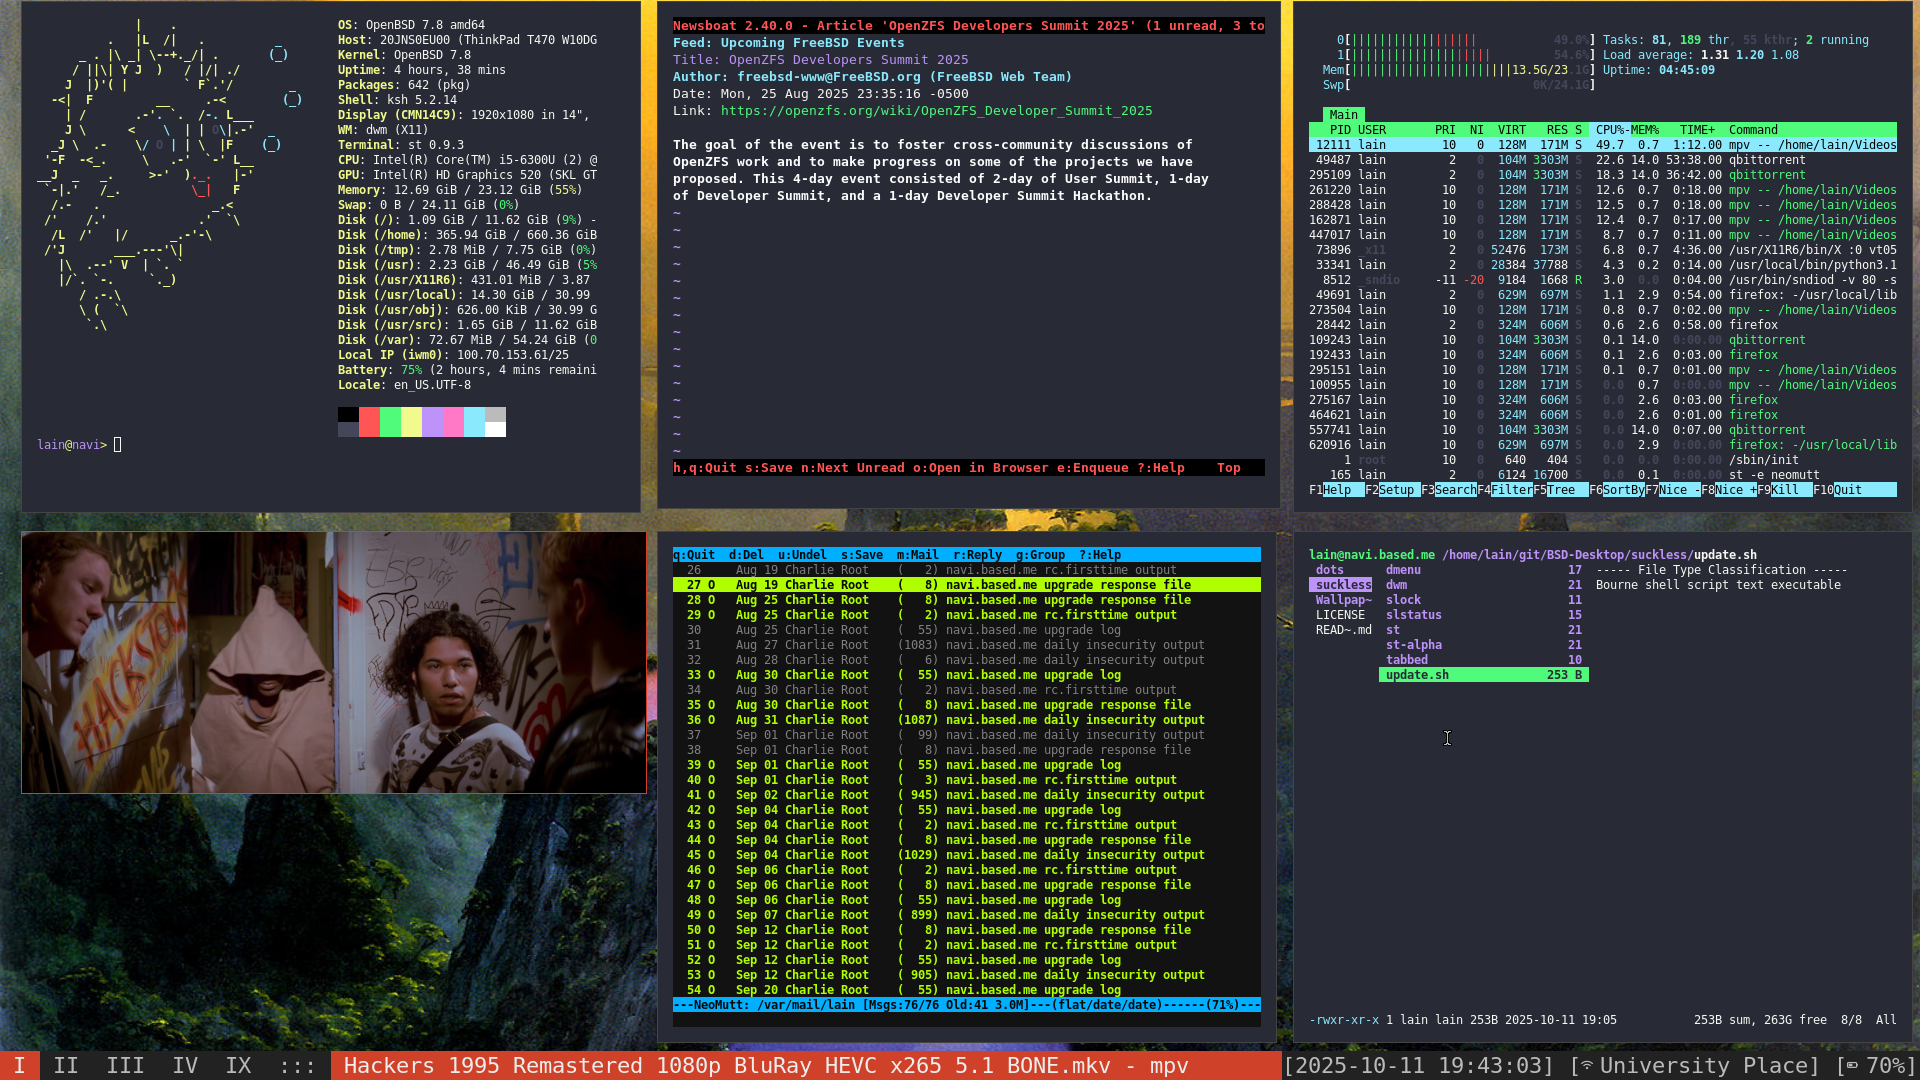 OS: OpenBSD 7.8 amd64
Host: 20JNS0EU00 (ThinkPad T470 W10DG
Kernel: OpenBSD 7.8
Uptime: 4 hours, 38 mins
Packages: 642 (pkg)
Shell: ksh 5.2.14
Display (CMN14C9): 1920x1080 in 14",
WM: dwm (X11)
Terminal: st 0.9.3
CPU: Intel(R) Core(TM) i5-6300U (2) @
GPU: Intel(R) HD Graphics 520 (SKL GT
Memory: 12.69 GiB / 23.12 GiB (55%)
Swap: 0 B / 24.11 GiB (0%)
Disk (/): 1.09 GiB / 11.62 GiB (9%) -
Disk (/home): 365.94 GiB / 660.36 GiB
Disk (/tmp): 2.78 MiB / 7.75 GiB (0%)
Disk (/usr): 2.23 GiB / 46.49 GiB (5%
Disk (/usr/X11R6): 431.01 MiB / 3.87
Disk (/usr/local): 14.30 GiB / 30.99
Disk (/usr/obj): 626.00 KiB / 30.99 G
Disk (/usr/src): 1.65 GiB / 11.62 GiB
Disk (/var): 72.67 MiB / 54.24 GiB (0
Local IP (iwm0): 100.70.153.61/25
Battery: 75% (2 hours, 4 mins remaini
Locale: en_US.UTF-8
lain@navi>
Newsboat 2.40.0 - Article 'OpenZFS Developers Summit 2025' (1 unread, 3 to
Feed: Upcoming FreeBSD Events
Title: OpenZFS Developers Summit 2025
Author: freebsd-www@FreeBSD.org (FreeBSD Web Team)
Date: Mon, 25 Aug 2025 23:35:16 -0500
Link: https://openzfs.org/wiki/OpenZFS_Developer_Summit_2025
The goal of the event is to foster cross-community discussions of
OpenZFS work and to make progress on some of the projects we have
proposed. This 4-day event consisted of 2-day of User Summit, 1-day
of Developer Summit, and a 1-day Developer Summit Hackathon.
h,q:Quit s:Save n:Next Unread o:Open in Browser e:Enqueue ?:Help    Top
0[ 49.0%] Tasks: 81, 189 thr, 55 kthr; 2 running
1[ 54.6%] Load average: 1.31 1.20 1.08
Mem[ 13.5G/23.1G] Uptime: 04:45:09
Swp[ 0K/24.1G]
Main
PID USER PRI NI VIRT RES S CPU%-MEM% TIME+ Command
12111 lain 10 0 128M 171M S 49.7 0.7 1:12.00 mpv -- /home/lain/Videos
49487 lain 2 0 104M 3303M S 22.6 14.0 53:38.00 qbittorrent
295109 lain 2 0 104M 3303M S 18.3 14.0 36:42.00 qbittorrent
261220 lain 10 0 128M 171M S 12.6 0.7 0:18.00 mpv -- /home/lain/Videos
288428 lain 10 0 128M 171M S 12.5 0.7 0:18.00 mpv -- /home/lain/Videos
162871 lain 10 0 128M 171M S 12.4 0.7 0:17.00 mpv -- /home/lain/Videos
447017 lain 10 0 128M 171M S 8.7 0.7 0:11.00 mpv -- /home/lain/Videos
73896 _x11 2 0 52476 173M S 6.8 0.7 4:36.00 /usr/X11R6/bin/X :0 vt05
33341 lain 2 0 28384 37788 S 4.3 0.2 0:14.00 /usr/local/bin/python3.1
8512 _sndio -11 -20 9184 1668 R 3.0 0.0 0:04.00 /usr/bin/sndiod -v 80 -s
49691 lain 10 0 629M 697M S 1.1 2.9 0:54.00 firefox: -/usr/local/lib
273504 lain 10 0 128M 171M S 0.8 0.7 0:02.00 mpv -- /home/lain/Videos
28442 lain 2 0 324M 606M S 0.6 2.6 0:58.00 firefox
109243 lain 10 0 104M 3303M S 0.1 14.0 0:00.00 qbittorrent
192433 lain 10 0 324M 606M S 0.1 2.6 0:03.00 firefox
295151 lain 10 0 128M 171M S 0.1 0.7 0:01.00 mpv -- /home/lain/Videos
100955 lain 10 0 128M 171M S 0.0 0.7 0:00.00 mpv -- /home/lain/Videos
275167 lain 10 0 324M 606M S 0.0 2.6 0:03.00 firefox
464621 lain 10 0 324M 606M S 0.0 2.6 0:01.00 firefox
557741 lain 2 0 104M 3303M S 0.0 14.0 0:07.00 qbittorrent
620916 lain 10 0 629M 697M S 0.0 2.9 0:00.00 firefox: -/usr/local/lib
1 root 10 0 640 404 S 0.0 0.0 0:00.00 /sbin/init
165 lain 2 0 6124 16700 S 0.0 0.1 0:00.00 st -e neomutt
F1Help F2Setup F3SearchF4FilterF5Tree F6SortByF7Nice -F8Nice +F9Kill F10Quit
HACK
q:Quit d:Del u:Undel s:Save m:Mail r:Reply g:Group ?:Help
26 Aug 19 Charlie Root ( 2) navi.based.me rc.firsttime output
27 O Aug 19 Charlie Root ( 8) navi.based.me upgrade response file
28 O Aug 25 Charlie Root ( 8) navi.based.me upgrade response file
29 O Aug 25 Charlie Root ( 2) navi.based.me rc.firsttime output
30 Aug 25 Charlie Root ( 55) navi.based.me upgrade log
31 Aug 27 Charlie Root (1083) navi.based.me daily insecurity output
32 Aug 28 Charlie Root ( 6) navi.based.me daily insecurity output
33 O Aug 30 Charlie Root ( 55) navi.based.me upgrade log
34 Aug 30 Charlie Root ( 2) navi.based.me rc.firsttime output
35 O Aug 30 Charlie Root ( 8) navi.based.me upgrade response file
36 O Aug 31 Charlie Root (1087) navi.based.me daily insecurity output
37 Sep 01 Charlie Root ( 99) navi.based.me daily insecurity output
38 Sep 01 Charlie Root ( 8) navi.based.me upgrade response file
39 O Sep 01 Charlie Root ( 55) navi.based.me upgrade log
40 O Sep 01 Charlie Root ( 3) navi.based.me rc.firsttime output
41 O Sep 02 Charlie Root ( 945) navi.based.me daily insecurity output
42 O Sep 04 Charlie Root ( 55) navi.based.me upgrade log
43 O Sep 04 Charlie Root ( 2) navi.based.me rc.firsttime output
44 O Sep 04 Charlie Root ( 8) navi.based.me upgrade response file
45 O Sep 04 Charlie Root (1029) navi.based.me daily insecurity output
46 O Sep 06 Charlie Root ( 2) navi.based.me rc.firsttime output
47 O Sep 06 Charlie Root ( 8) navi.based.me upgrade response file
48 O Sep 06 Charlie Root ( 55) navi.based.me upgrade log
49 O Sep 07 Charlie Root ( 899) navi.based.me daily insecurity output
50 O Sep 12 Charlie Root ( 8) navi.based.me upgrade response file
51 O Sep 12 Charlie Root ( 2) navi.based.me rc.firsttime output
52 O Sep 12 Charlie Root ( 55) navi.based.me upgrade log
53 O Sep 12 Charlie Root ( 905) navi.based.me daily insecurity output
54 O Sep 20 Charlie Root ( 55) navi.based.me upgrade log
---NeoMutt: /var/mail/lain [Msgs:76/76 Old:41 3.0M]---(flat/date/date)------(71%)---
lain@navi.based.me /home/lain/git/BSD-Desktop/suckless/update.sh
dots dmenu 17 ----- File Type Classification -----
suckless dwm 21 Bourne shell script text executable
Wallpap~ slock 11
LICENSE slstatus 15
READ~.md st 21
st-alpha 21
tabbed 10
update.sh 253 B
-rwxr-xr-x 1 lain lain 253B 2025-10-11 19:05 253B sum, 263G free 8/8 All
I II III IV IX ::: Hackers 1995 Remastered 1080p BluRay HEVC x265 5.1 BONE.mkv - mpv [2025-10-11 19:43:03] [University Place] [70%]